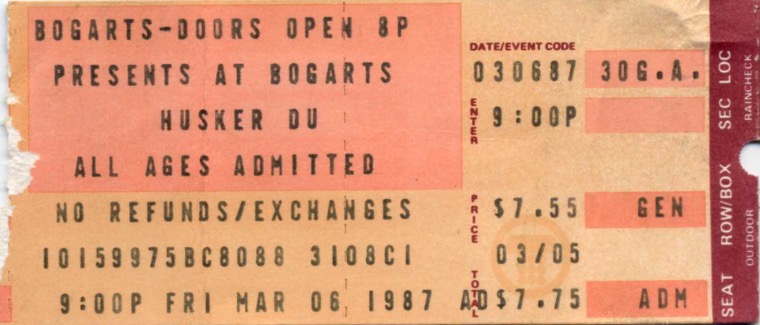 BOGARTS-DOORS OPEN 8P
PRESENTS AT BOGARTS
HUSKER DU
ALL AGES ADMITTED
NO REFUNDS/EXCHANGES
10159975BC8088 3108C1
9:00P FRI MAR 06, 1987
DATE/EVENT CODE
030687 30G.A.
ENTER
9:00P
PRICE
$7.55 GEN
03/05
TOTAL
AD$7.75 ADM
SEAT ROW/BOX SEC LOC
OUTDOOR RAINCHECK